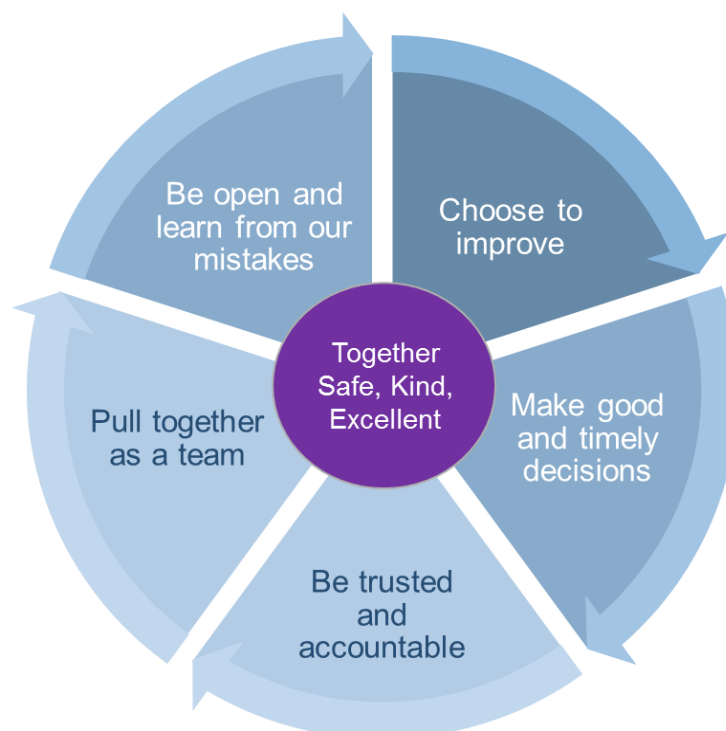 Choose to
improve
Make good
and timely
decisions
Be trusted
and
accountable
Pull together
as a team
Be open and
learn from our
mistakes
Together
Safe, Kind,
Excellent